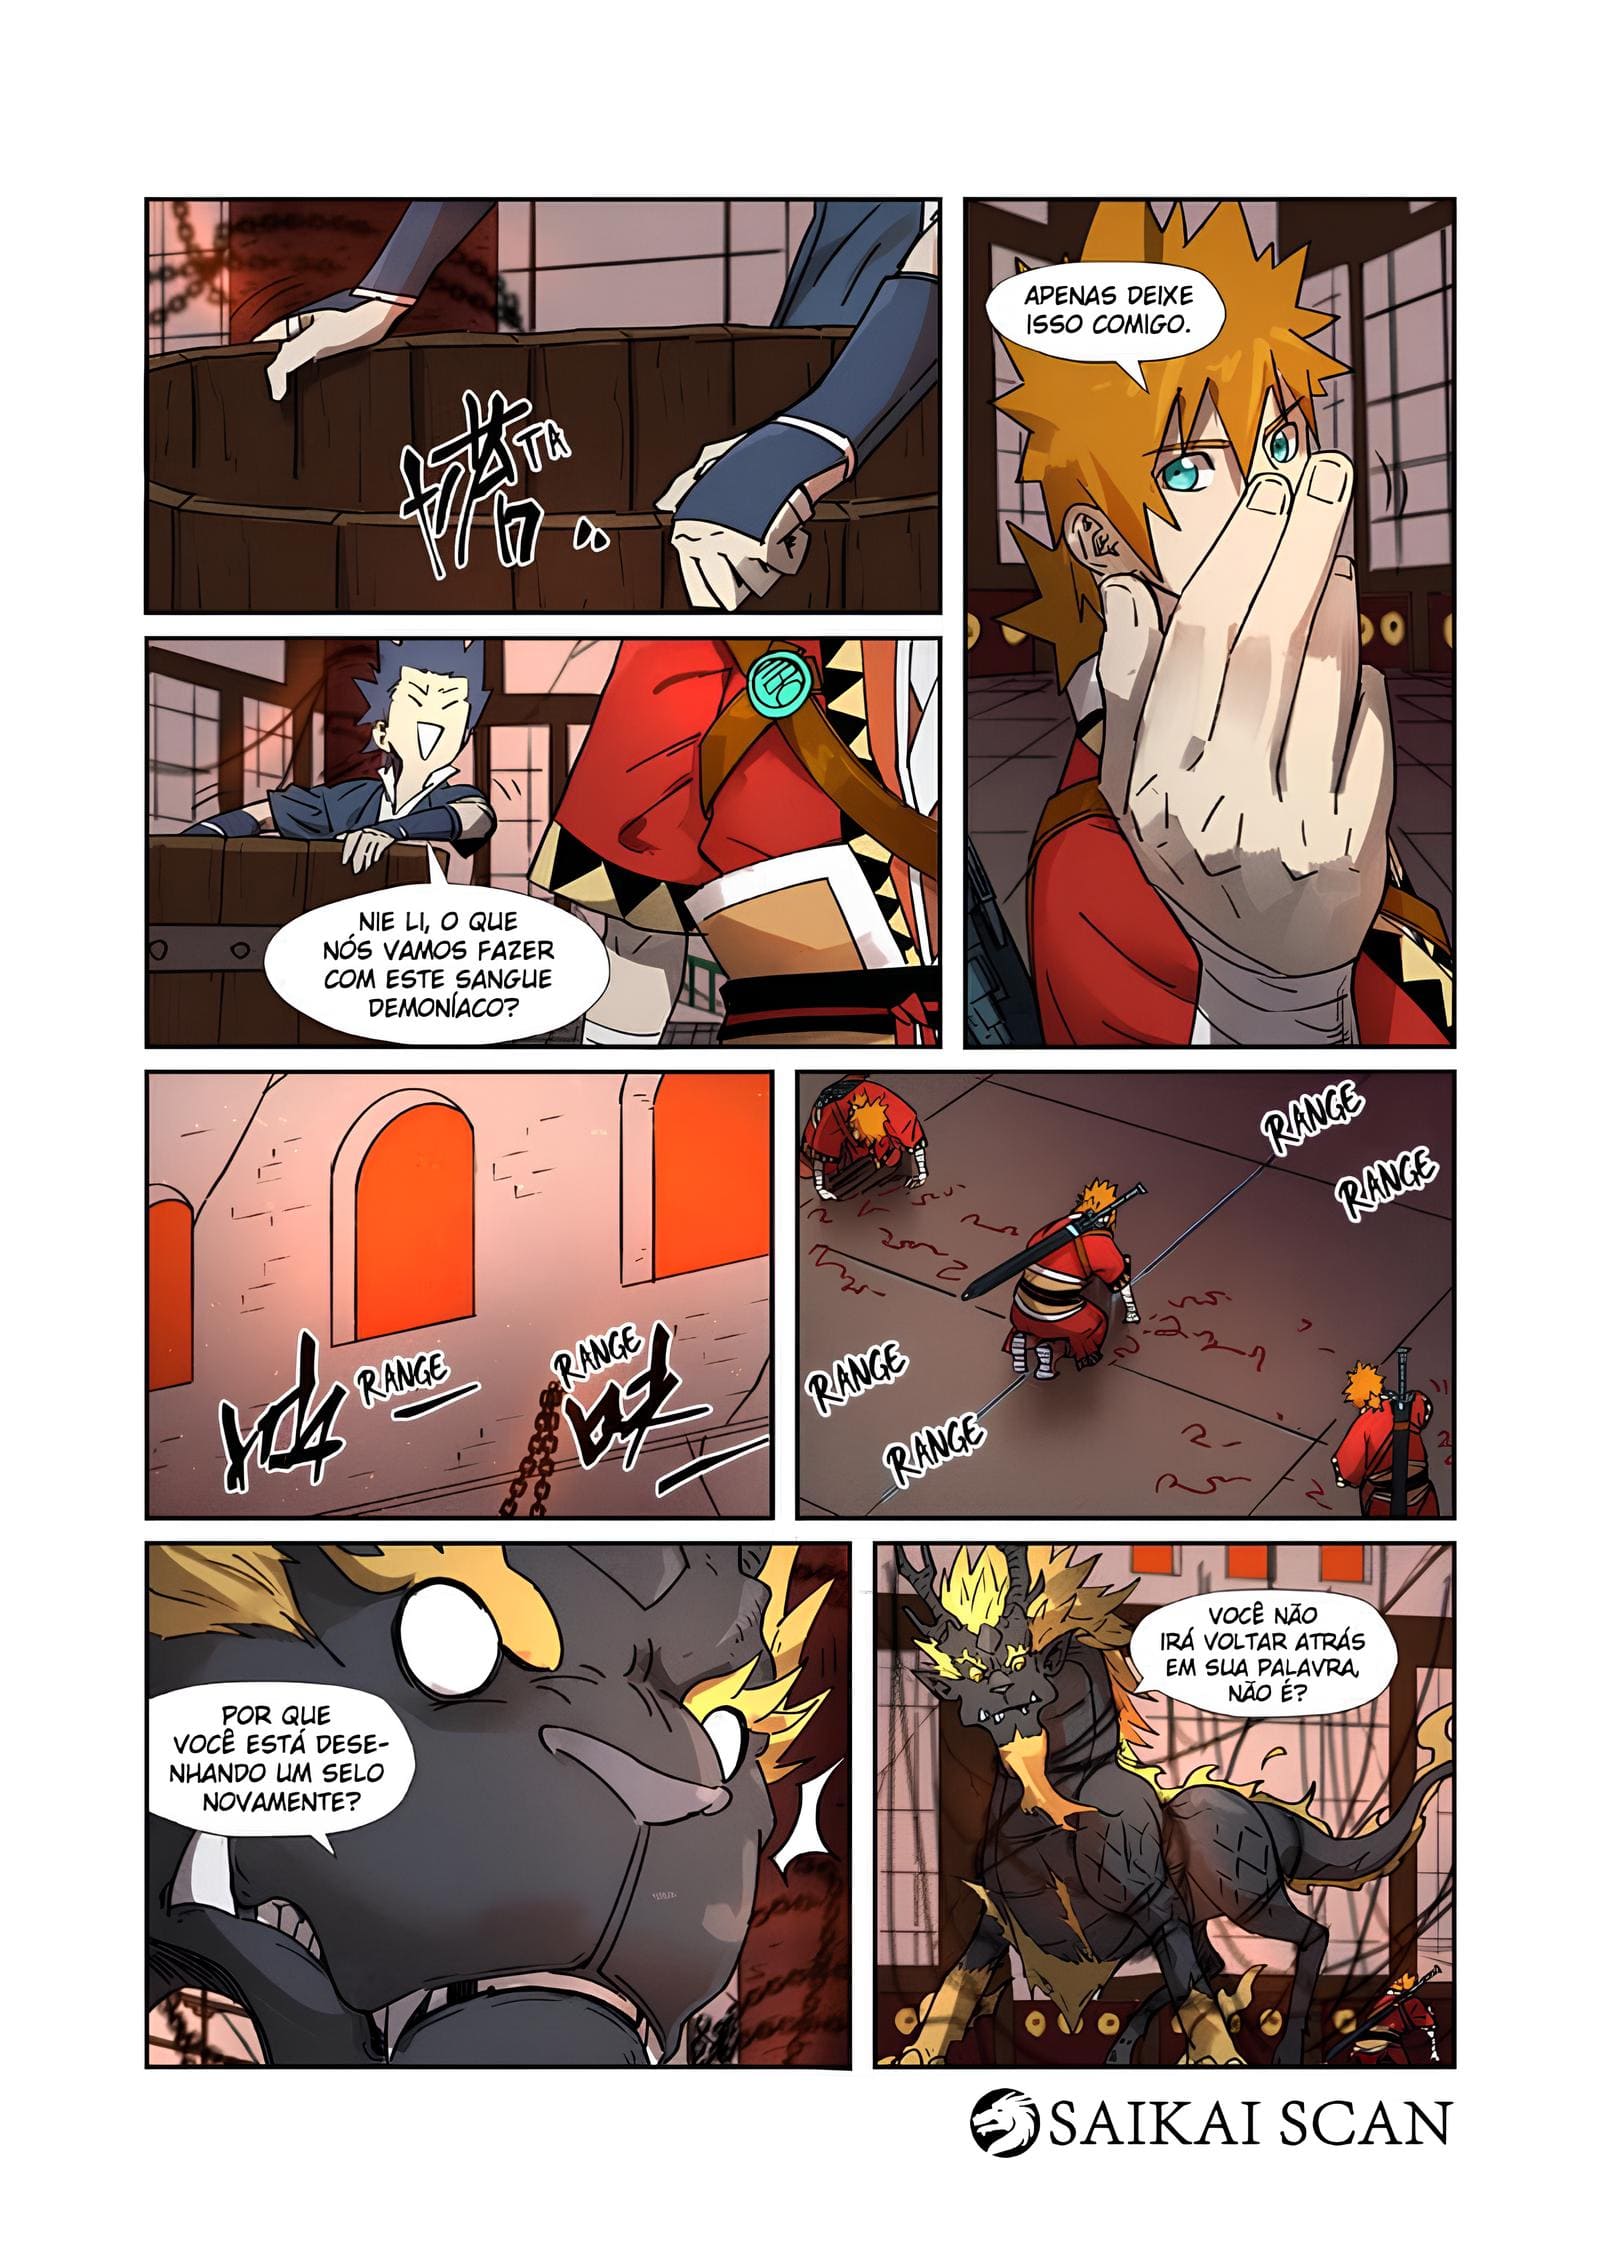 TA
NIE LI, O QUE
NÓS VAMOS FAZER
COM ESTE SANGUE
DEMONÍACO?
APENAS DEIXE
ISSO COMIGO.
RANGE
RANGE
RANGE
RANGE
RANGE
RANGE
POR QUE
VOCÊ ESTÁ DESE-
NHANDO UM SELO
NOVAMENTE?
VOCÊ NÃO
IRÁ VOLTAR ATRÁS
EM SUA PALAVRA,
NÃO É?
SAIKAI SCAN